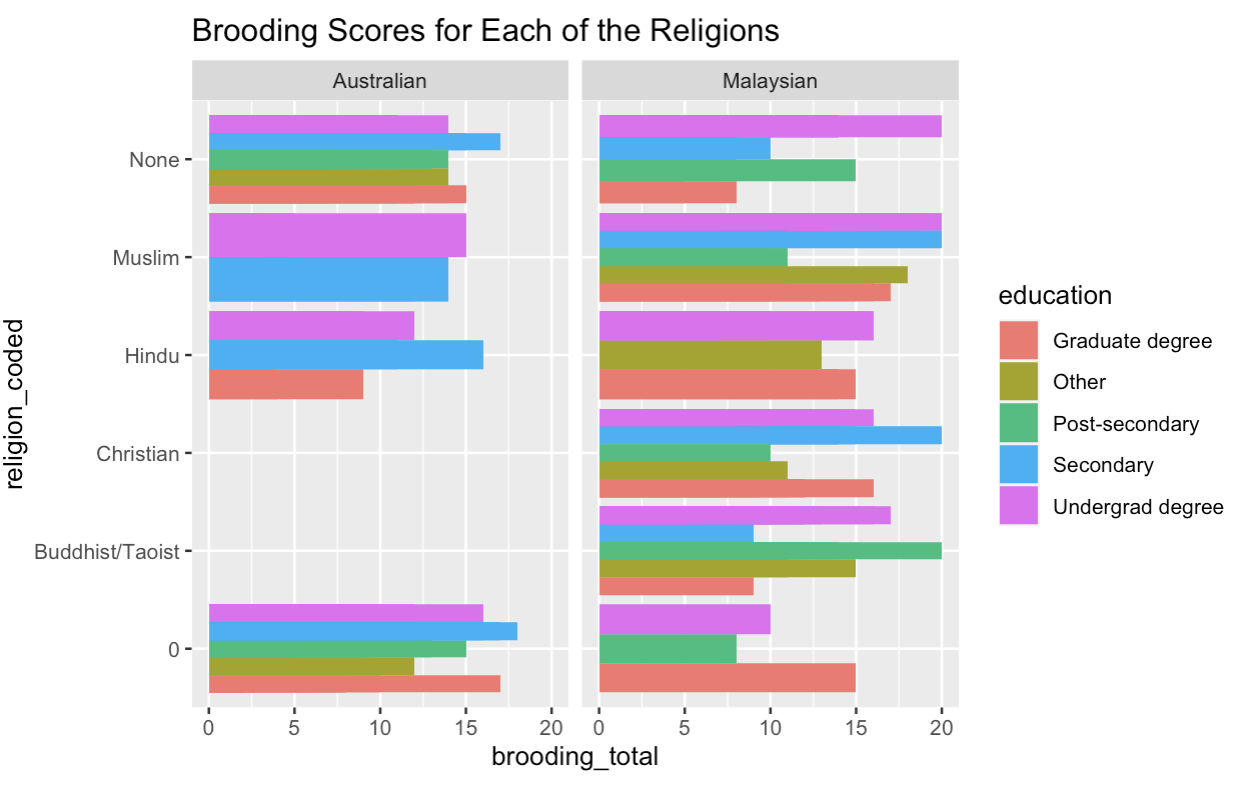 Brooding Scores for Each of the Religions
Australian
Malaysian
None
Muslim
Hindu
Christian
Buddhist/Taoist
0
religion_coded
0 5 10 15 20
0 5 10 15 20
brooding_total
education
Graduate degree
Other
Post-secondary
Secondary
Undergrad degree